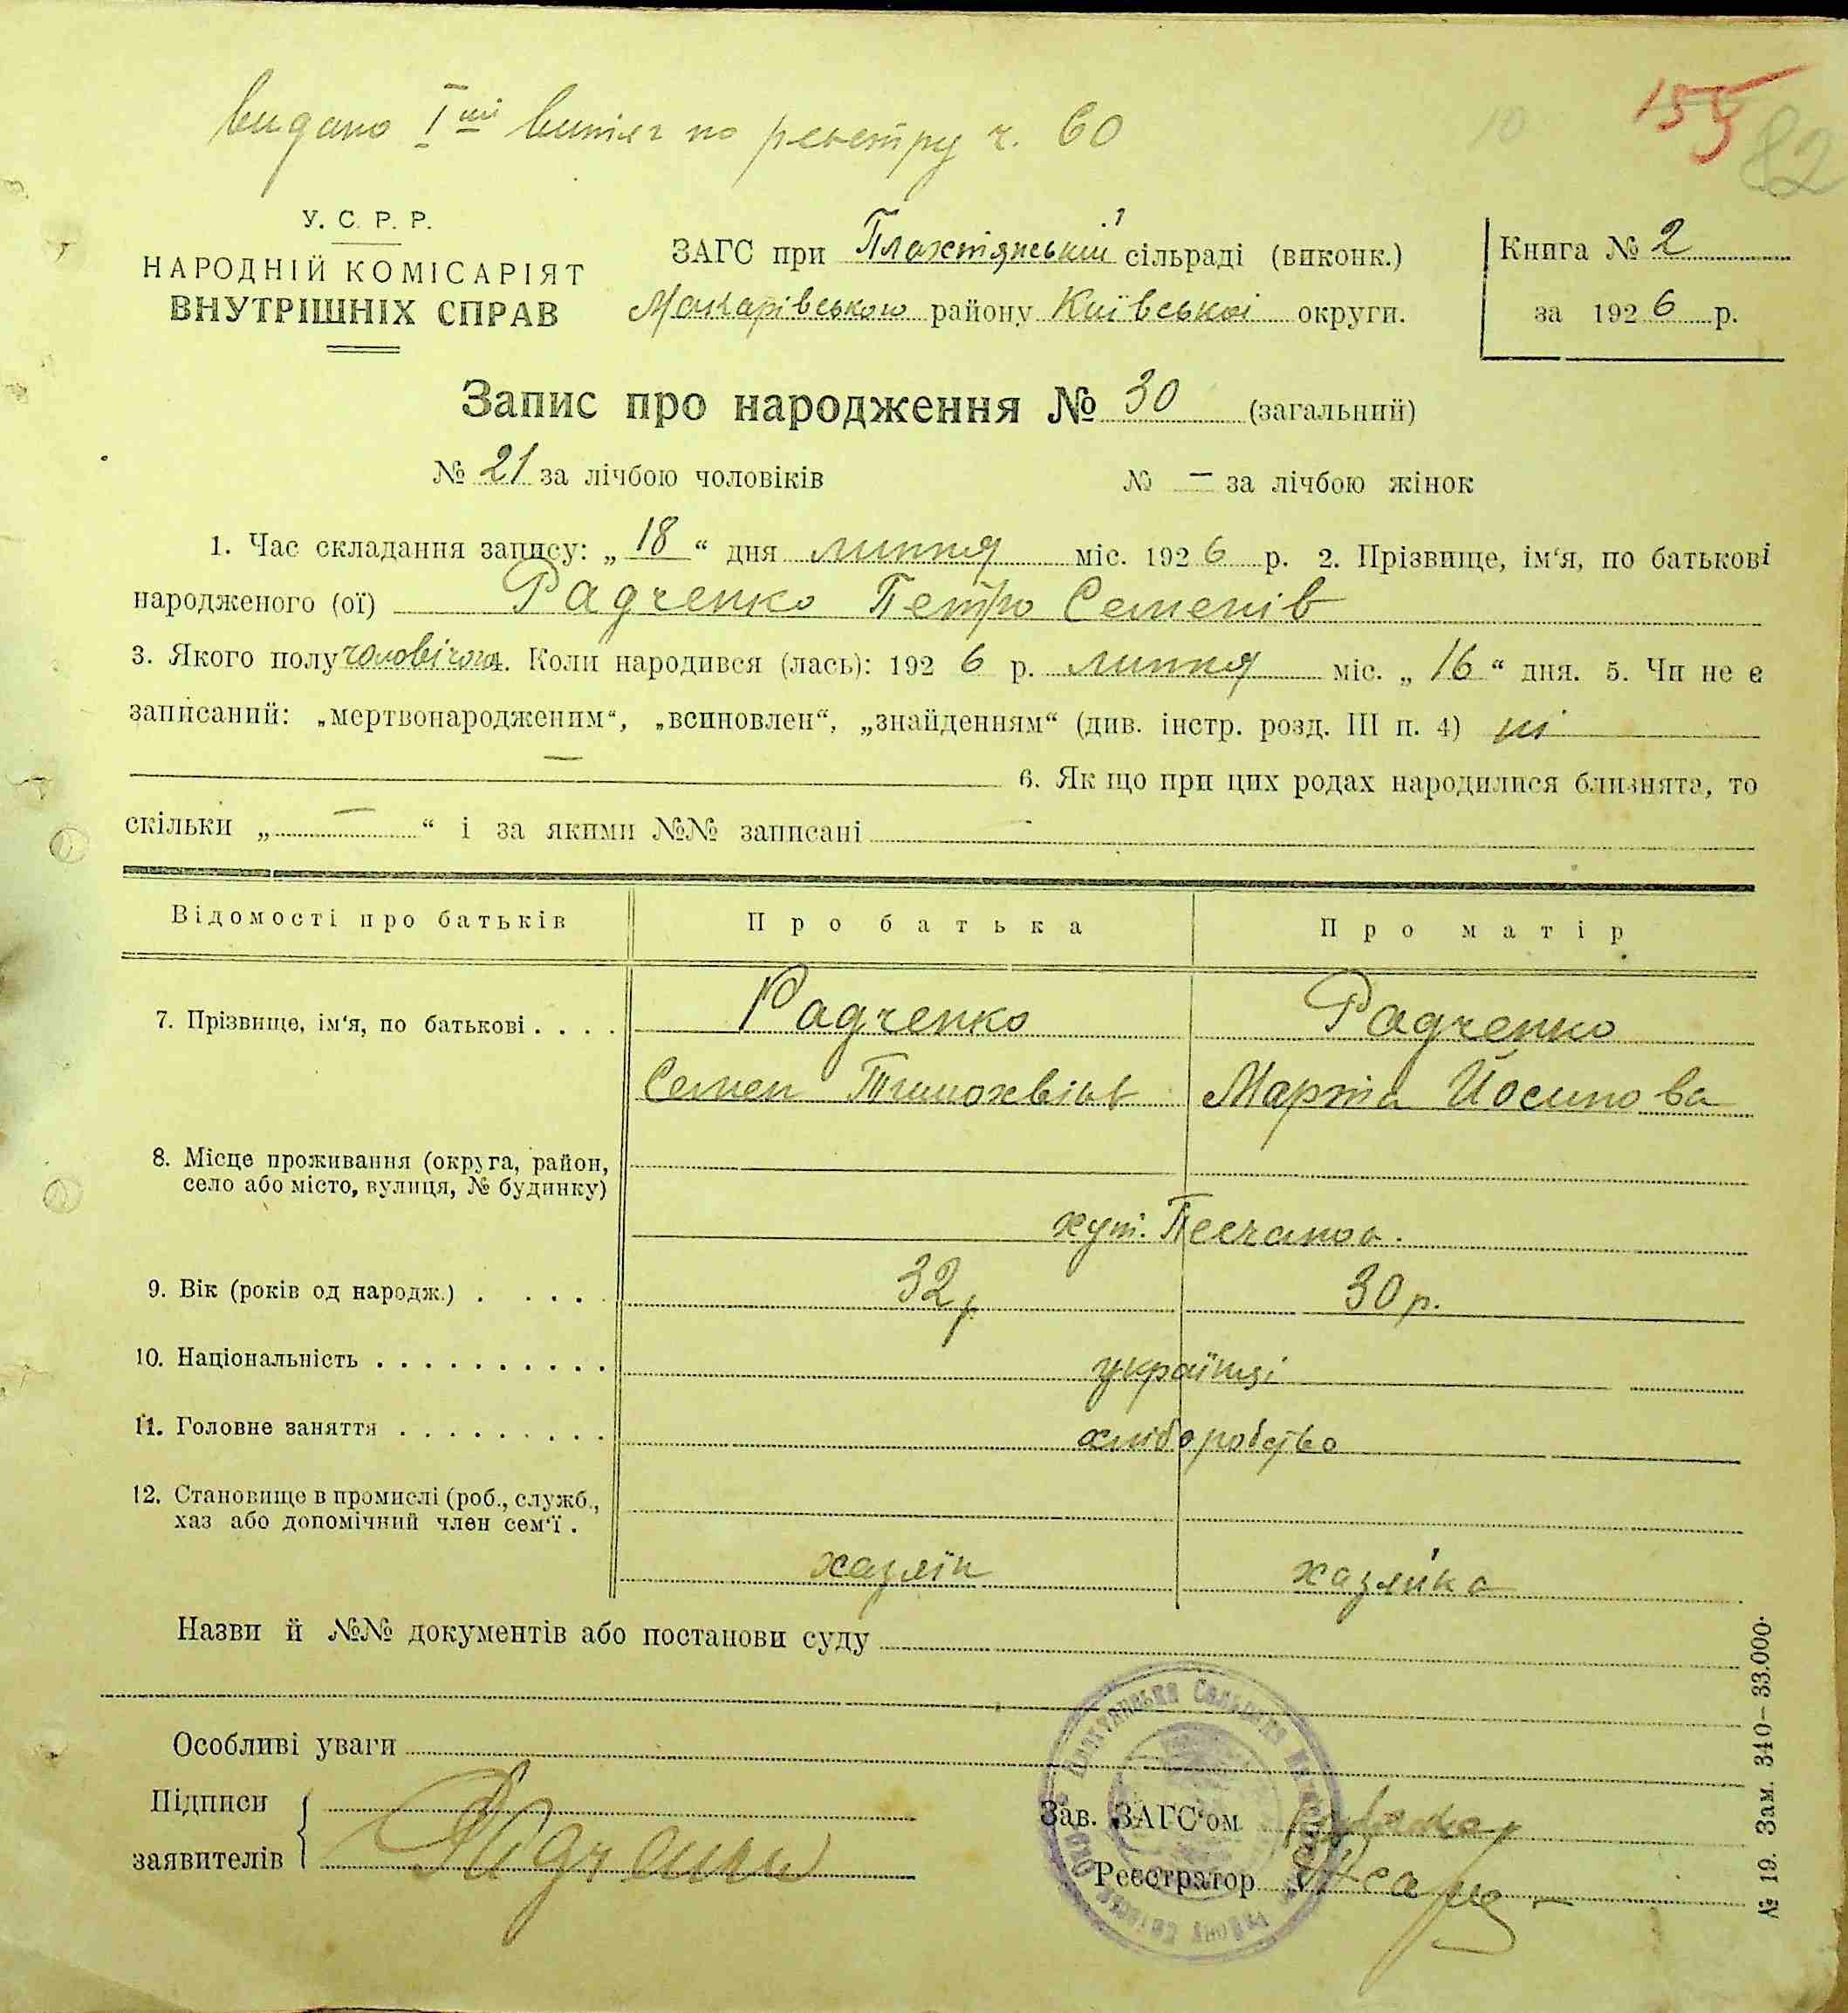 видано Iший витяг по реєстру ч. 60
10 155 82
У. С. Р. Р.
НАРОДНІЙ КОМІСАРІЯТ
ВНУТРІШНІХ СПРАВ
ЗАГС при Плахтянській сільраді (виконк.)
Макарівського району Київської округи.
Книга № 2
за 1926 р.
Запис про народження № 30 (загальний)
№ 21 за лічбою чоловіків № — за лічбою жінок
1. Час складання запису: „18“ дня липня міс. 1926 р. 2. Прізвище, ім‘я, по батькові
народженого (ої) Радченко Петро Семенів
3. Якого полу чоловічого. Коли народився (лась): 1926 р. липня міс. „16“ дня. 5. Чи не є
записаний: „мертвонародженим“, „всиновлен“, „знайденням“ (див. інстр. розд. III п. 4) ні
— 6. Як що при цих родах народилися близнята, то
скільки „—“ і за якими №№ записані —
Відомості про батьків Про батька Про матір
7. Прізвище, ім‘я, по батькові . . . . Радченко Радченко
Семен Тимохвіїв Марта Йосипова
8. Місце проживання (округа, район,
село або місто, вулиця, № будинку)
хут. Песчаноа.
9. Вік (років од народж.) . . . . . 32 р 30 р.
10. Національність . . . . . . . . . . українці
11. Головне заняття . . . . . . . . . хліборобство
12. Становище в промислі (роб., служб.,
хаз або допомічний член сем‘ї .
хазяїн хазяйка
Назви й №№ документів або постанови суду
Особливі уваги
Підписи
заявителів Радченко
Зав. ЗАГС‘ом
Реєстратор
№ 19. Зам. 340—33.000.